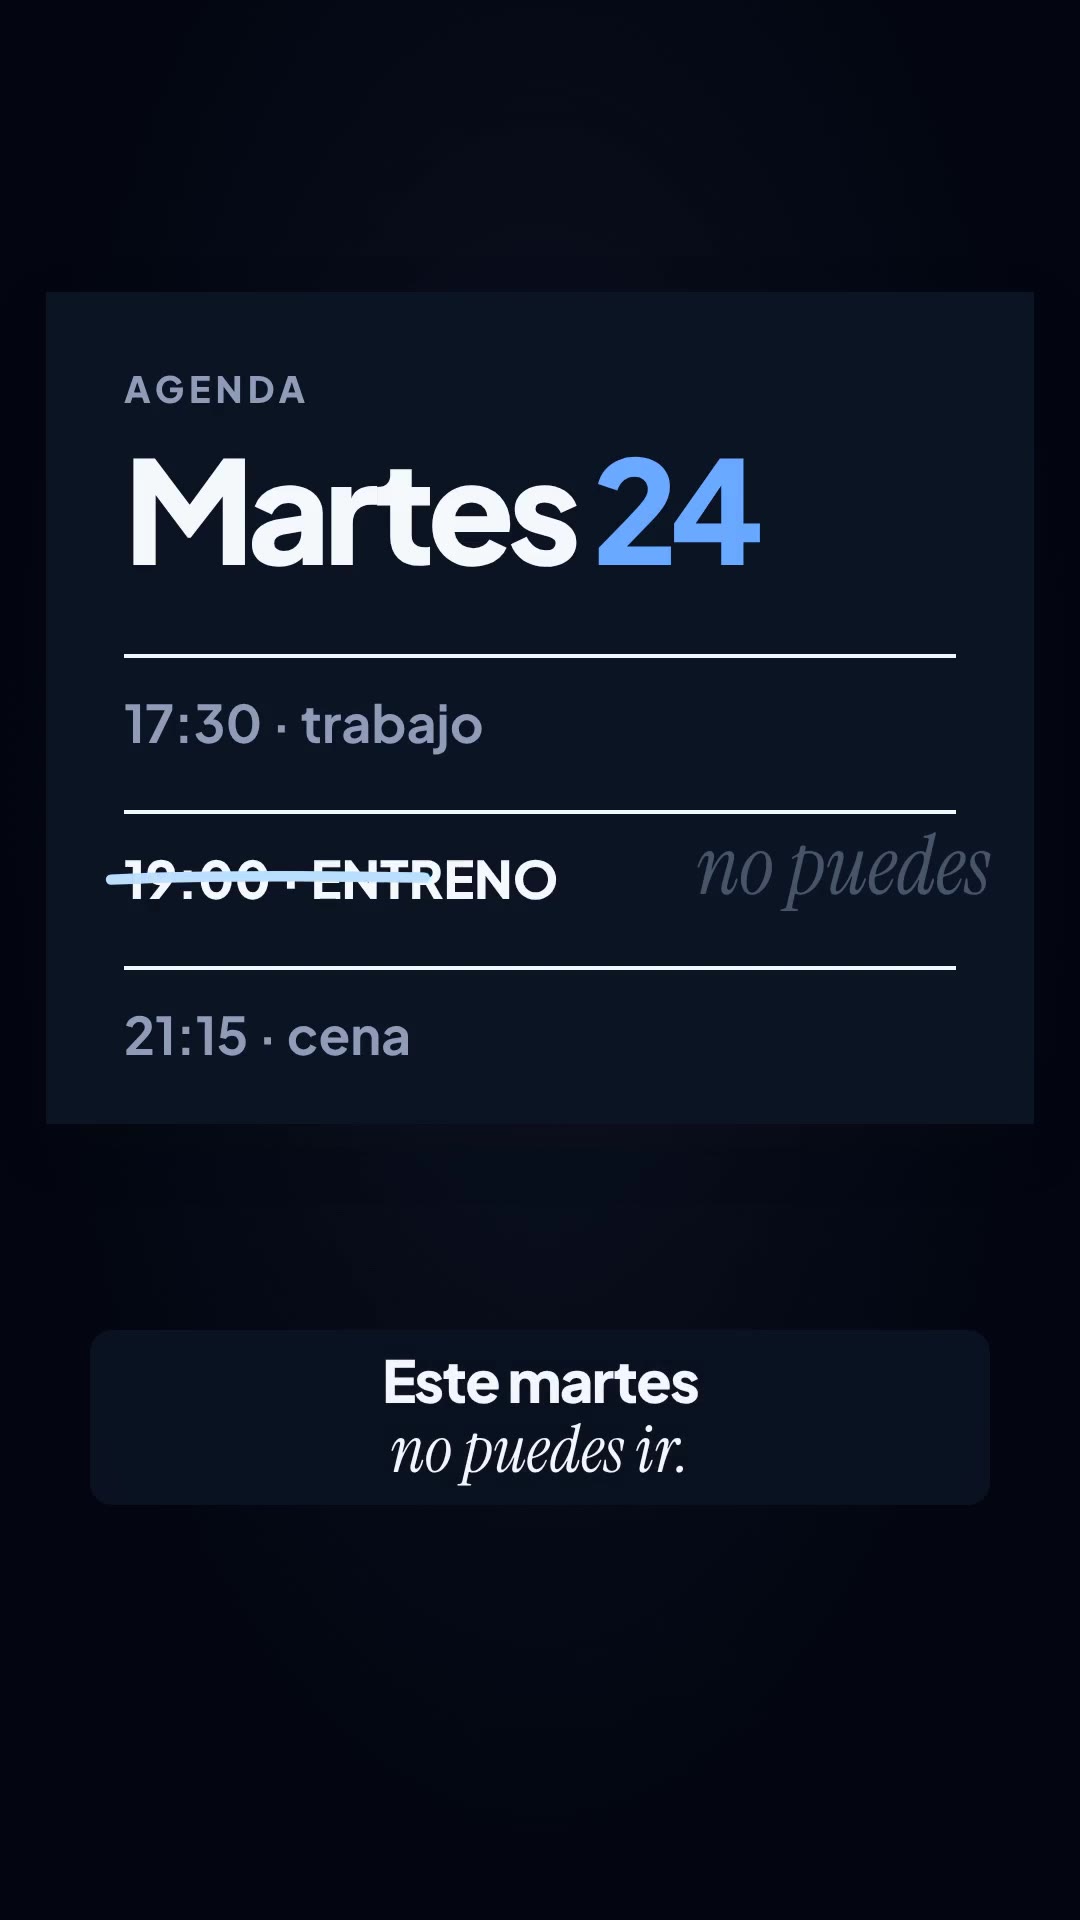 AGENDA
Martes 24
17:30 · trabajo
19:00 · ENTRENO no puedes
21:15 · cena
Este martes
no puedes ir.